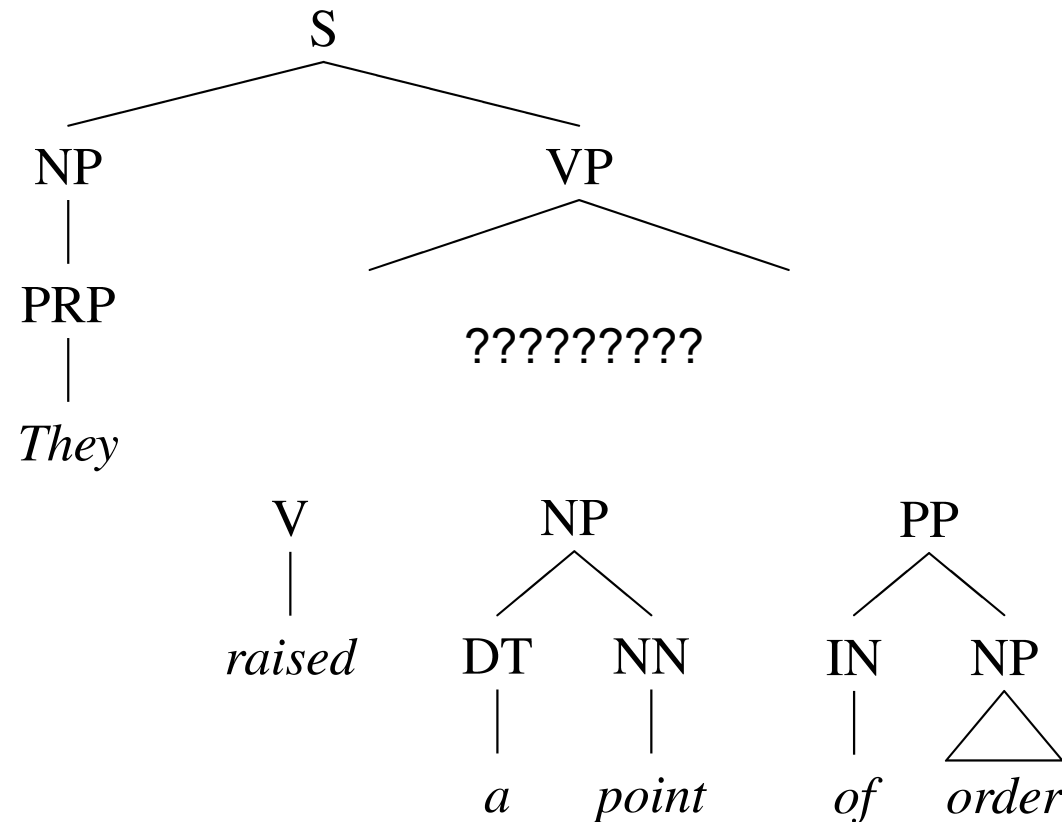 S
NP VP
PRP
?????????
They
V NP PP
raised DT NN IN NP
a point of order